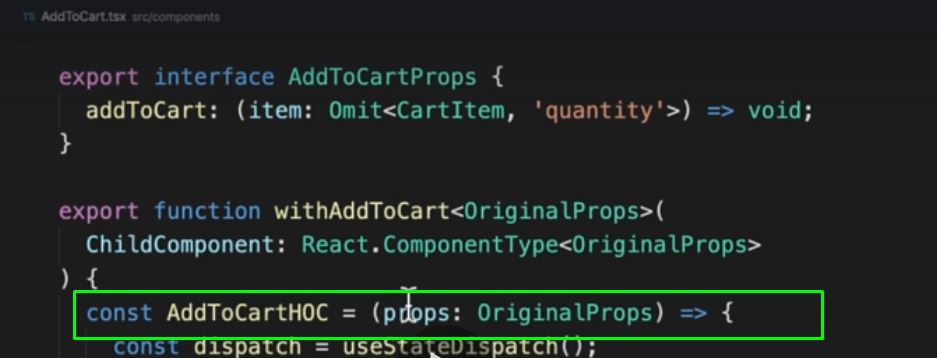 TS AddToCart.tsx src/components
export interface AddToCartProps {
addToCart: (item: Omit<CartItem, 'quantity'>) => void;
}
export function withAddToCart<OriginalProps>(
ChildComponent: React.ComponentType<OriginalProps>
) {
const AddToCartHOC = (props: OriginalProps) => {
const dispatch = useStateDispatch();